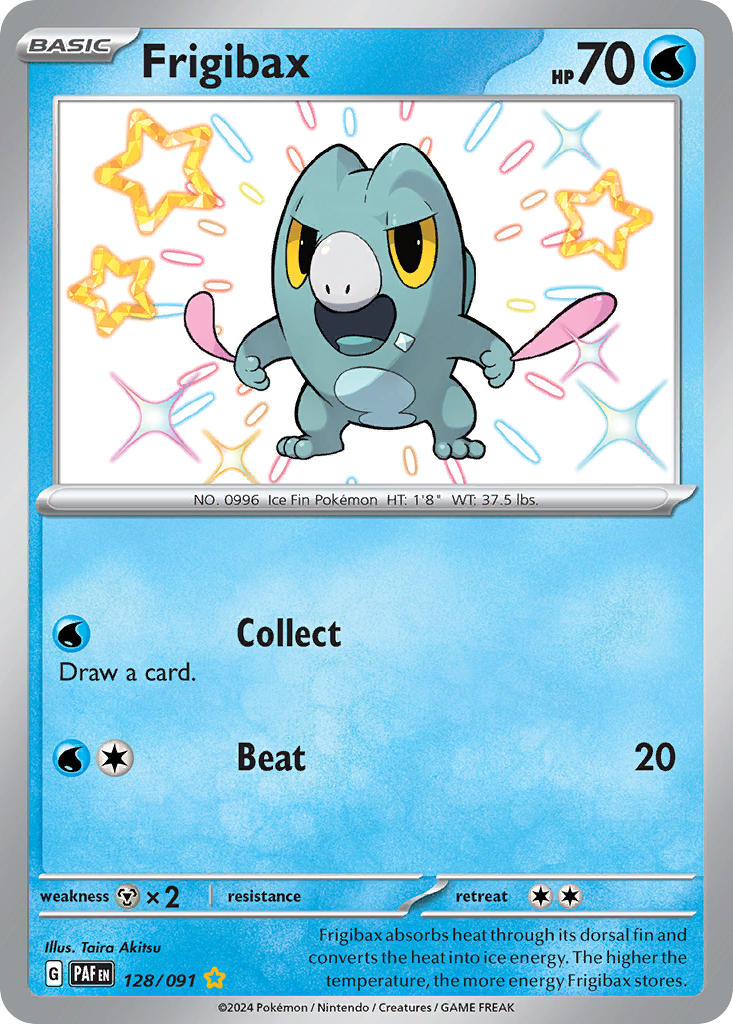 BASIC Frigibax HP 70
NO. 0996 Ice Fin Pokémon HT: 1'8" WT: 37.5 lbs.
Collect
Draw a card.
Beat 20
weakness ×2 resistance retreat
Illus. Taira Akitsu
Frigibax absorbs heat through its dorsal fin and
converts the heat into ice energy. The higher the
temperature, the more energy Frigibax stores.
G PAF EN 128/091
©2024 Pokémon / Nintendo / Creatures / GAME FREAK